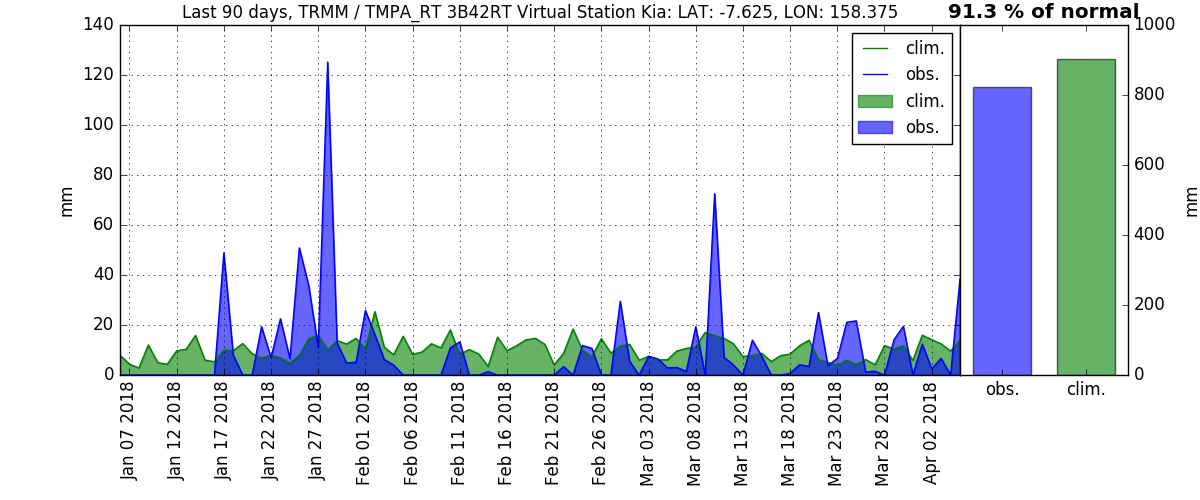 Last 90 days, TRMM / TMPA_RT 3B42RT Virtual Station Kia: LAT: -7.625, LON: 158.375
91.3 % of normal
140
120
100
80
60
40
20
0
mm
clim.
obs.
clim.
obs.
1000
800
600
400
200
0
mm
Jan 07 2018
Jan 12 2018
Jan 17 2018
Jan 22 2018
Jan 27 2018
Feb 01 2018
Feb 06 2018
Feb 11 2018
Feb 16 2018
Feb 21 2018
Feb 26 2018
Mar 03 2018
Mar 08 2018
Mar 13 2018
Mar 18 2018
Mar 23 2018
Mar 28 2018
Apr 02 2018
obs.
clim.